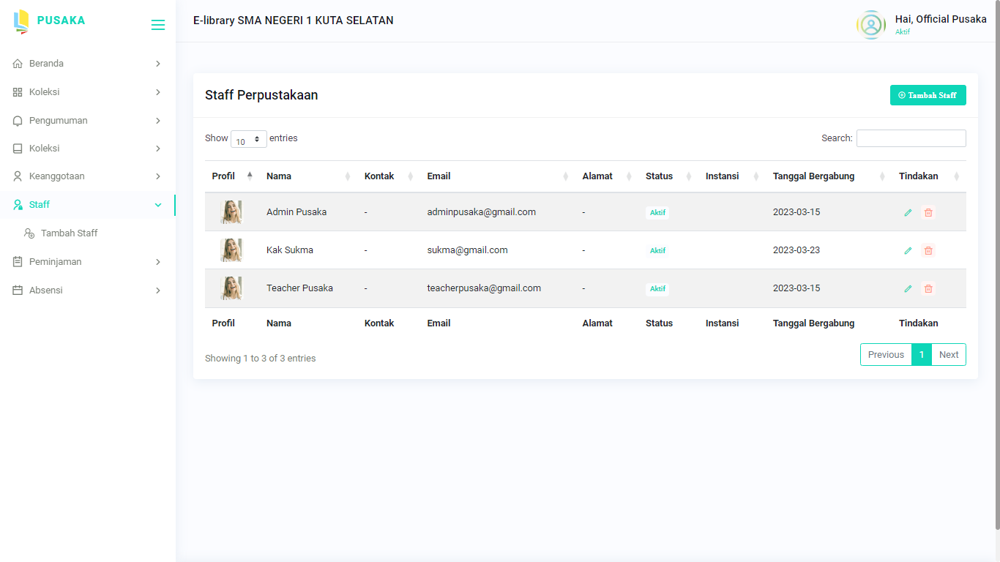 PUSAKA
E-library SMA NEGERI 1 KUTA SELATAN
Hai, Official Pusaka
Aktif
Beranda
Koleksi
Pengumuman
Koleksi
Keanggotaan
Staff
Tambah Staff
Peminjaman
Absensi
Staff Perpustakaan
Tambah Staff
Show 10 entries
Search:
Profil Nama Kontak Email Alamat Status Instansi Tanggal Bergabung Tindakan
Admin Pusaka - adminpusaka@gmail.com - Aktif 2023-03-15
Kak Sukma - sukma@gmail.com - Aktif 2023-03-23
Teacher Pusaka - teacherpusaka@gmail.com - Aktif 2023-03-15
Profil Nama Kontak Email Alamat Status Instansi Tanggal Bergabung Tindakan
Showing 1 to 3 of 3 entries
Previous 1 Next